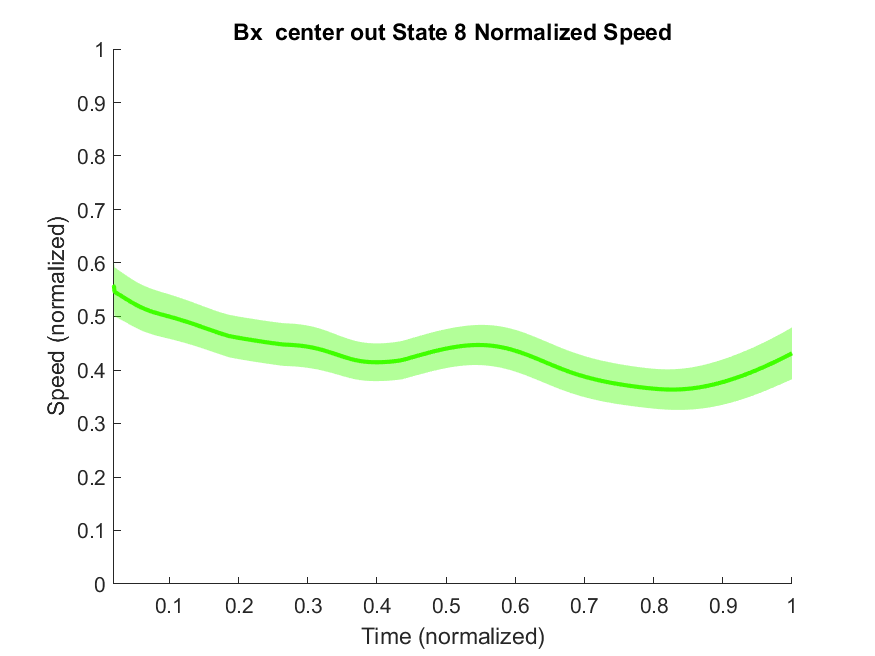 Bx  center out State 8 Normalized Speed
1
0.9
0.8
0.7
0.6
0.5
0.4
0.3
0.2
0.1
0
Speed (normalized)
0.1 0.2 0.3 0.4 0.5 0.6 0.7 0.8 0.9 1
Time (normalized)